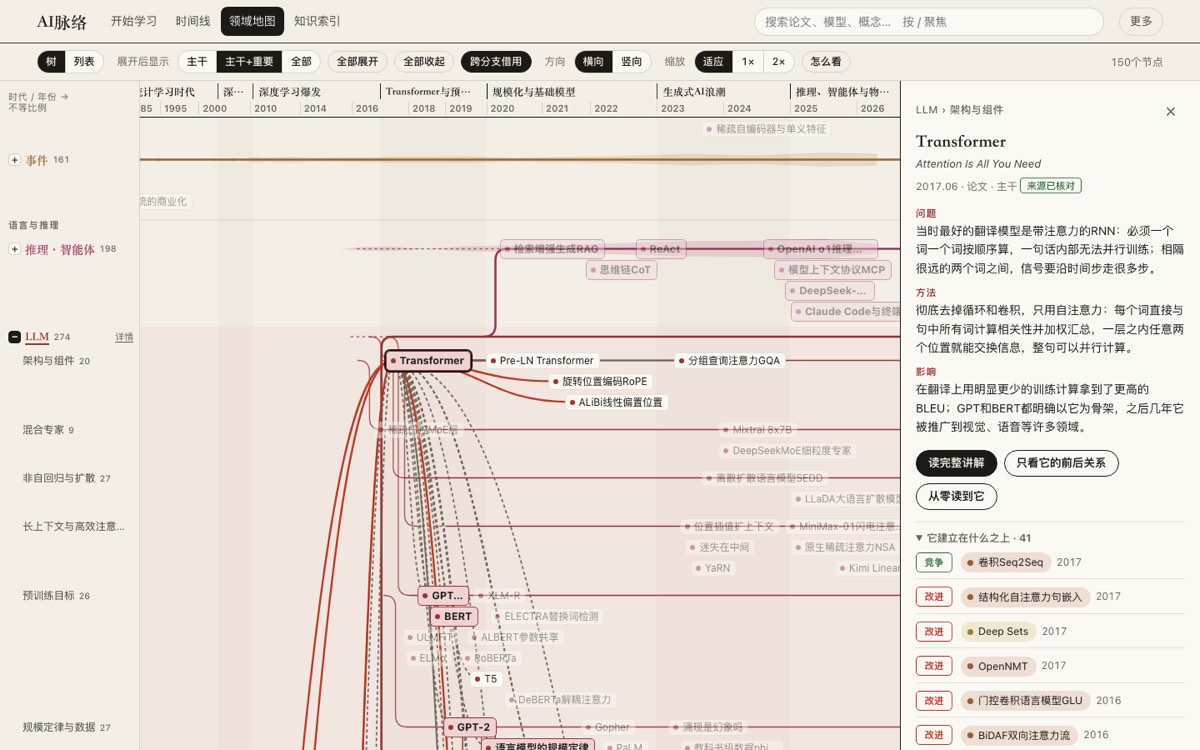 AI脉络
开始学习
时间线
领域地图
知识索引
搜索论文、模型、概念... 按 / 聚焦
更多
树
列表
展开后显示
主干
主干+重要
全部
全部展开
全部收起
跨分支借用
方向
横向
竖向
缩放
适应
1×
2×
怎么看
150个节点
时代 / 年份 →
不等比例
计学习时代
深…
深度学习爆发
Transformer与预…
规模化与基础模型
生成式AI浪潮
推理、智能体与物…
85
1995
2000
2010
2014
2016
2018
2019
2020
2021
2022
2023
2024
2025
2026
稀疏自编码器与单义特征
事件 161
的商业化
语言与推理
推理·智能体 198
检索增强生成RAG
ReAct
OpenAI o1推理…
思维链CoT
模型上下文协议MCP
DeepSeek-…
Claude Code与终端
LLM 274
详情
架构与组件 20
Transformer
Pre-LN Transformer
分组查询注意力GQA
旋转位置编码RoPE
ALiBi线性偏置位置
混合专家 9
Mixtral 8x7B
DeepSeekMoE细粒度专家
非自回归与扩散 27
离散扩散语言模型SEDD
LLaDA大语言扩散模型
长上下文与高效注意…
位置插值扩上下文
MiniMax-01闪电注意…
迷失在中间
原生稀疏注意力NSA
YaRN
Kimi Linear
预训练目标 26
GPT…
XLM-R
BERT
ELECTRA替换词检测
ULMFiT
ALBERT参数共享
ELMo
RoBERTa
T5
DeBERTa解耦注意力
规模定律与数据 27
GPT-2
Gopher
涌现是幻象吗
语言模型的规模定律
PaLM
教科书级数据phi
LLM › 架构与组件
×
Transformer
Attention Is All You Need
2017.06 · 论文 · 主干 来源已核对
问题
当时最好的翻译模型是带注意力的RNN：必须一个
词一个词按顺序算，一句话内部无法并行训练；相隔
很远的两个词之间，信号要沿时间步走很多步。
方法
彻底去掉循环和卷积，只用自注意力：每个词直接与
句中所有词计算相关性并加权汇总，一层之内任意两
个位置就能交换信息，整句可以并行计算。
影响
在翻译上用明显更少的训练计算拿到了更高的
BLEU；GPT和BERT都明确以它为骨架，之后几年它
被推广到视觉、语音等许多领域。
读完整讲解
只看它的前后关系
从零读到它
▼ 它建立在什么之上 · 41
竞争 卷积Seq2Seq 2017
改进 结构化自注意力句嵌入 2017
改进 Deep Sets 2017
改进 OpenNMT 2017
改进 门控卷积语言模型GLU 2016
改进 BiDAF双向注意力流 2016